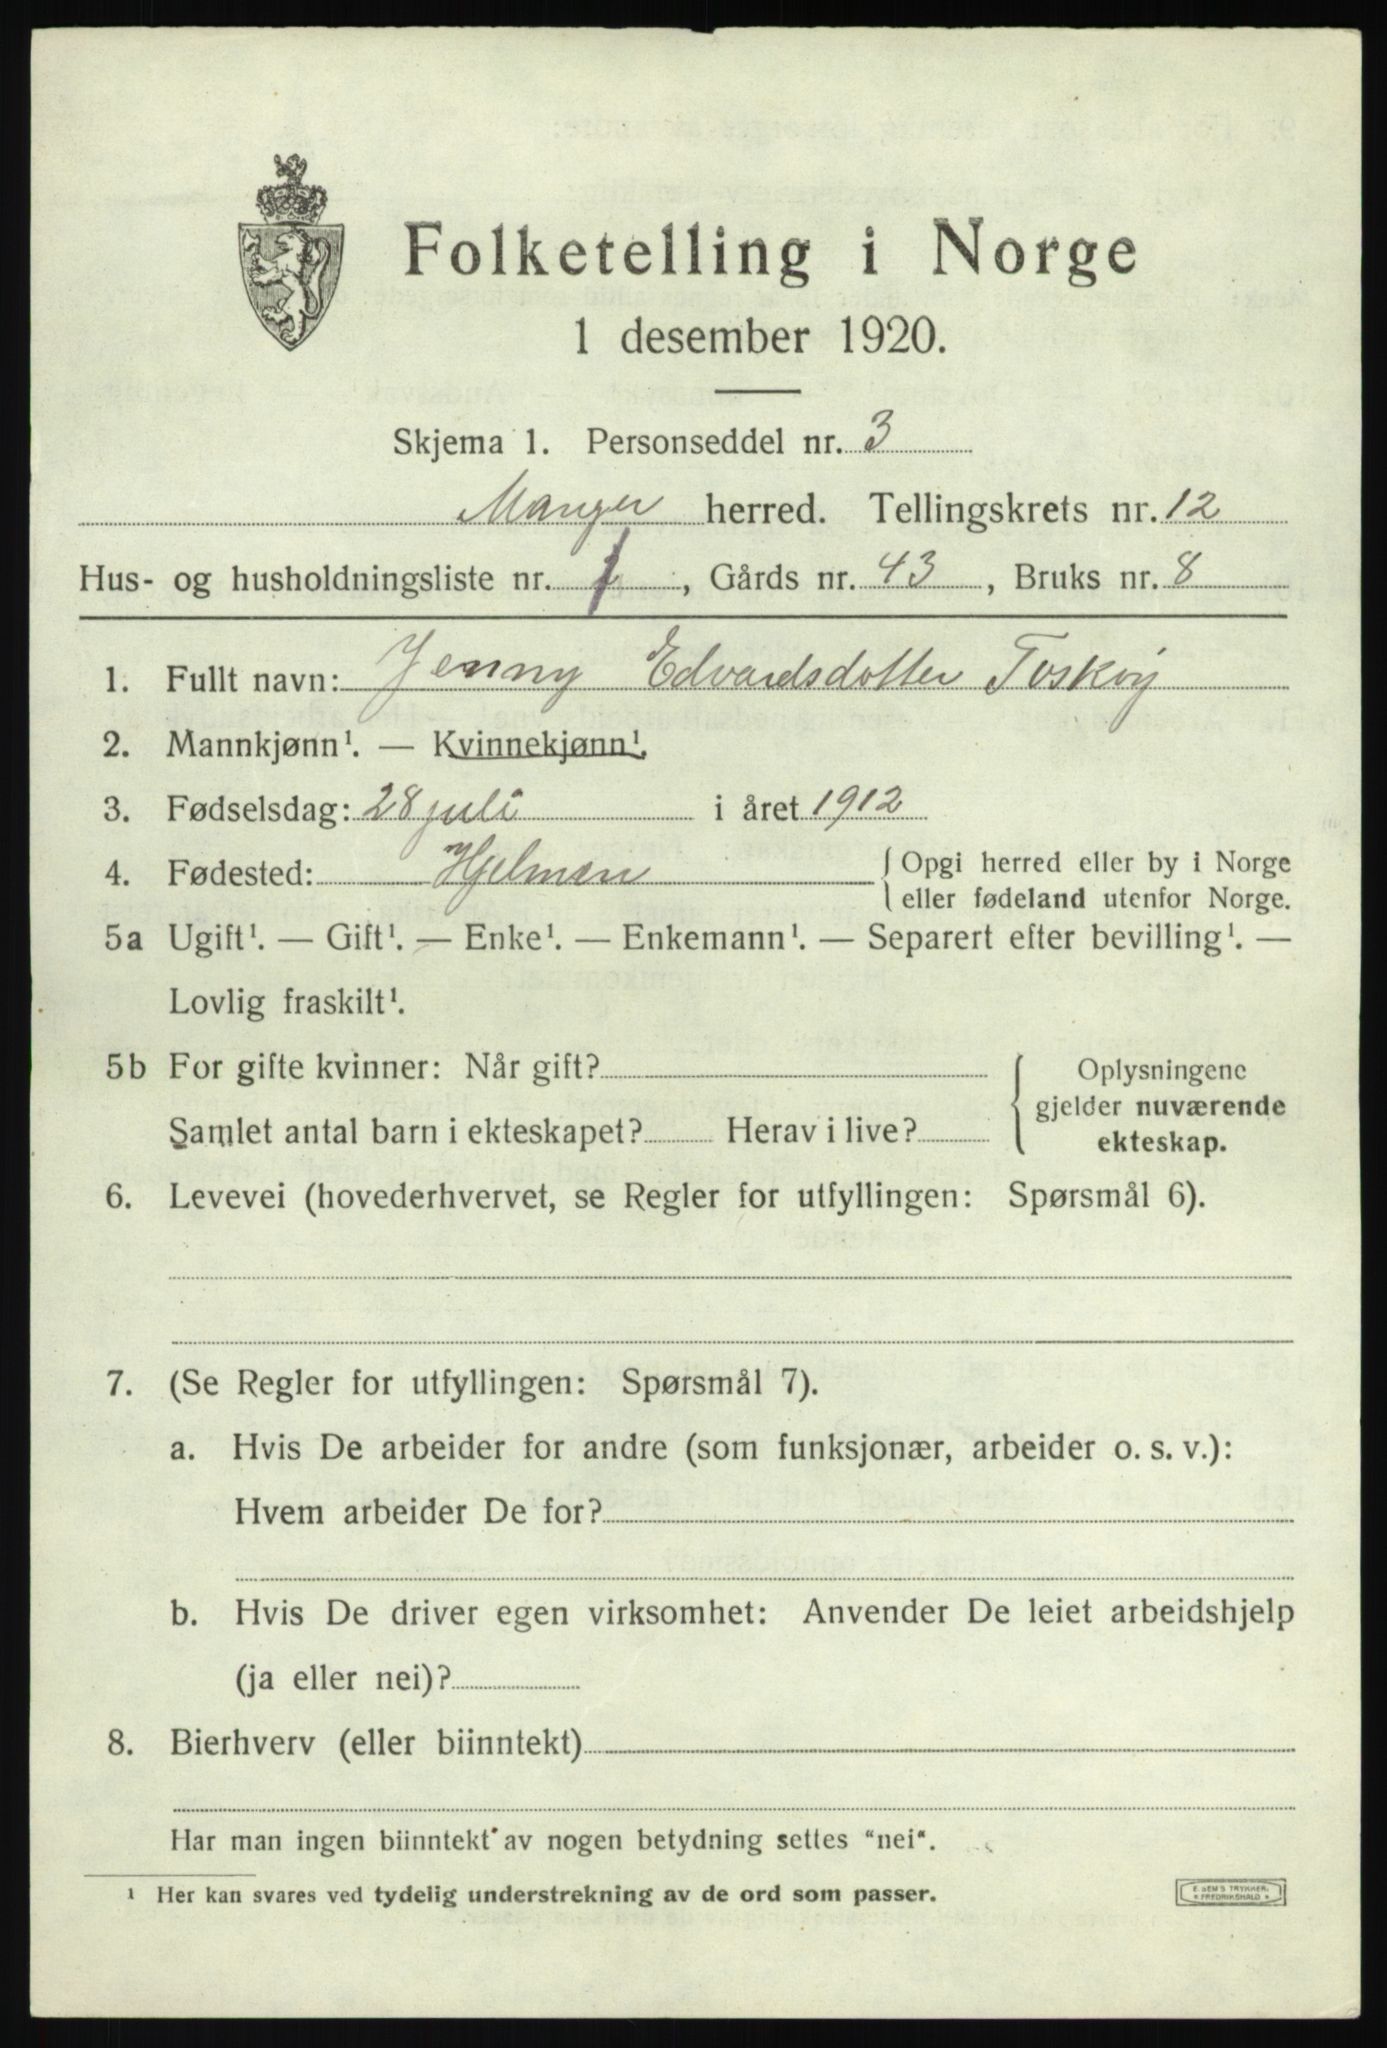 Folketelling i Norge
1 desember 1920.
Skjema 1. Personseddel nr. 3
Manger herred. Tellingskrets nr. 12
Hus- og husholdningsliste nr. 1, Gårds nr. 43, Bruks nr. 8
1. Fullt navn: Jenny Edvardsdotter Toskøy
2. Mannkjønn¹. — Kvinnekjønn¹.
3. Fødselsdag: 28 juli i året 1912
4. Fødested: Hjelmen { Opgi herred eller by i Norge
eller fødeland utenfor Norge.
5a Ugift¹. — Gift¹. — Enke¹. — Enkemann¹. — Separert efter bevilling¹. —
Lovlig fraskilt¹.
5b For gifte kvinner: Når gift? { Oplysningene
gjelder nuværende
Samlet antal barn i ekteskapet? Herav i live?
ekteskap.
6. Levevei (hovederhvervet, se Regler for utfyllingen: Spørsmål 6).
7. (Se Regler for utfyllingen: Spørsmål 7).
a. Hvis De arbeider for andre (som funksjonær, arbeider o. s. v.):
Hvem arbeider De for?
b. Hvis De driver egen virksomhet: Anvender De leiet arbeidshjelp
(ja eller nei)?
8. Bierhverv (eller biinntekt)
Har man ingen biinntekt av nogen betydning settes "nei".
¹ Her kan svares ved tydelig understrekning av de ord som passer.
E. SEM'S TRYKKERI
* FREDRIKSHALD *